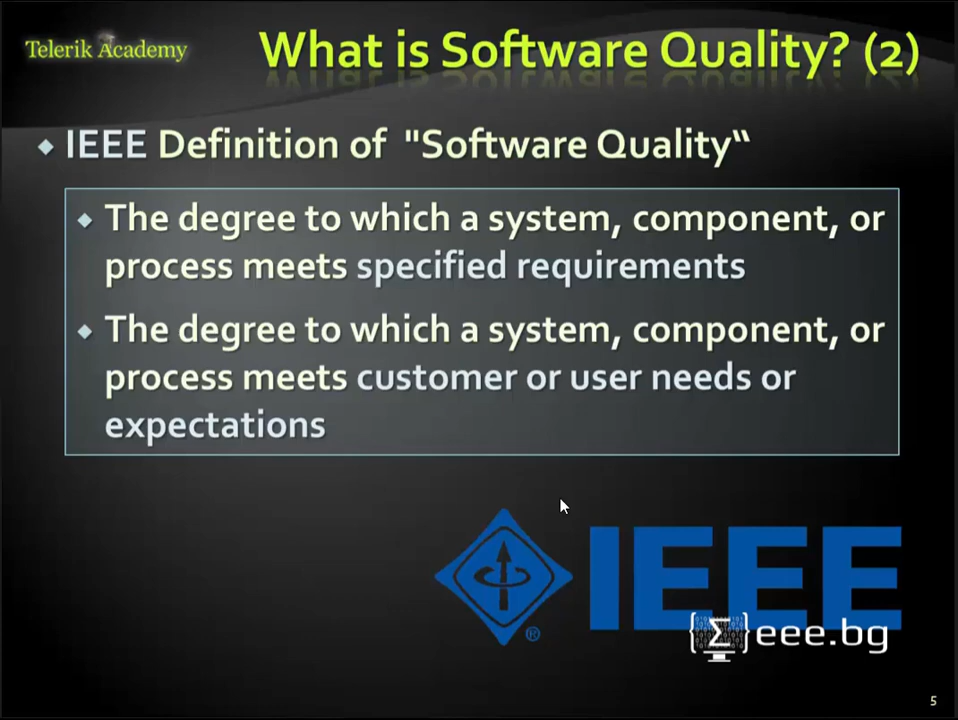 Telerik Academy
What is Software Quality? (2)
IEEE Definition of "Software Quality“
The degree to which a system, component, or
process meets specified requirements
The degree to which a system, component, or
process meets customer or user needs or
expectations
IEEE
®
{Σ}eee.bg
5